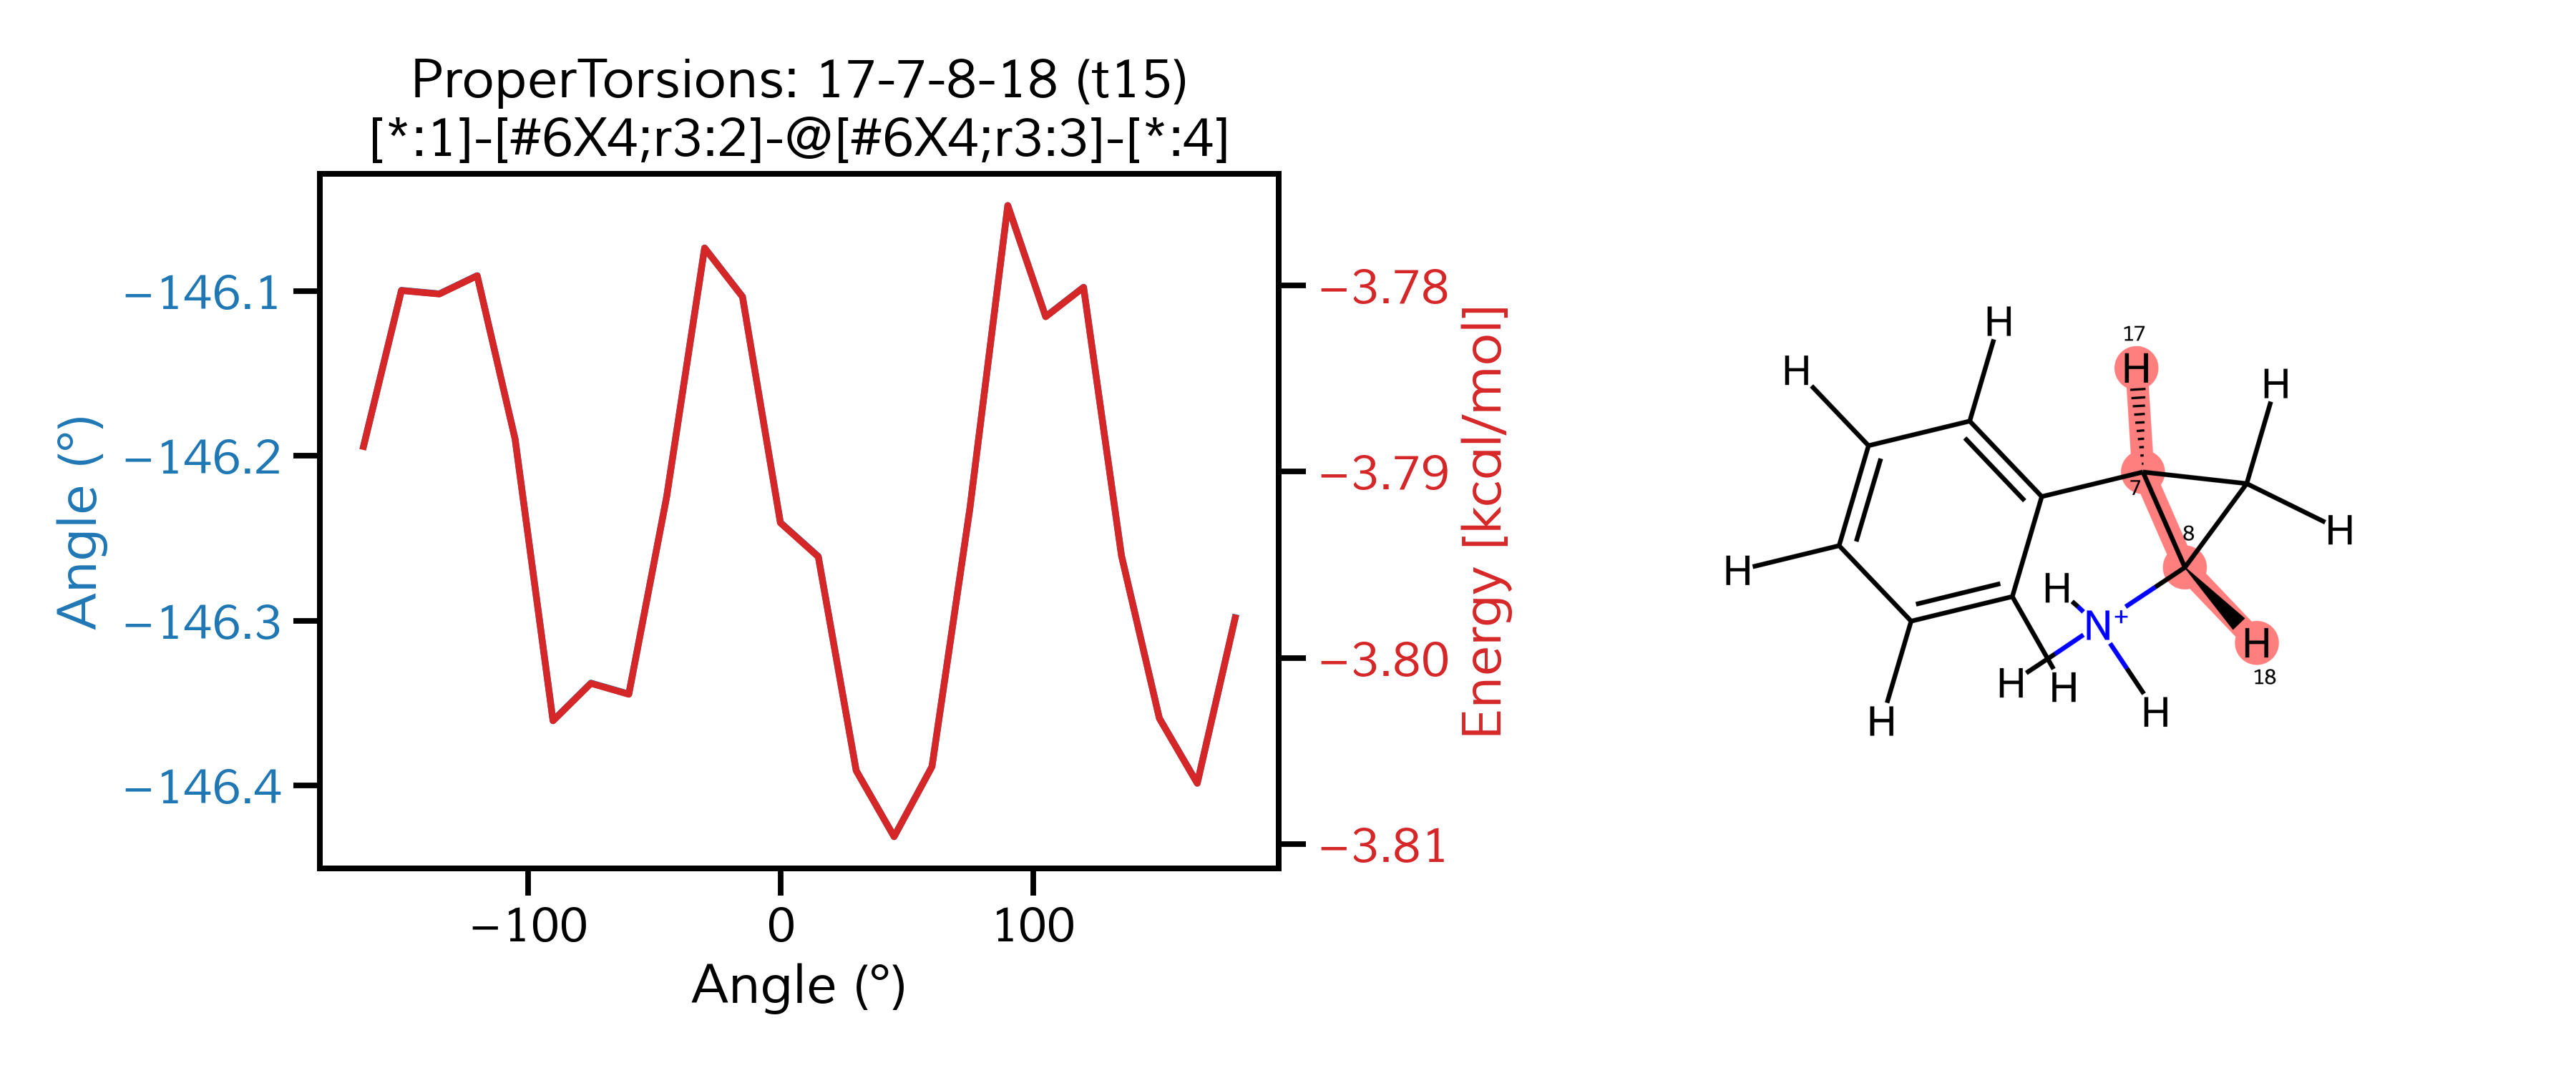 ProperTorsions: 17-7-8-18 (t15)
[*:1]-[#6X4;r3:2]-@[#6X4;r3:3]-[*:4]
Angle (°)
−146.1
−146.2
−146.3
−146.4
−3.78
−3.79
−3.80
−3.81
Energy [kcal/mol]
−100 0 100
Angle (°)
H
17
H
H
H
7
H
8
H
H
H
N+
H
18
H
H
H
H